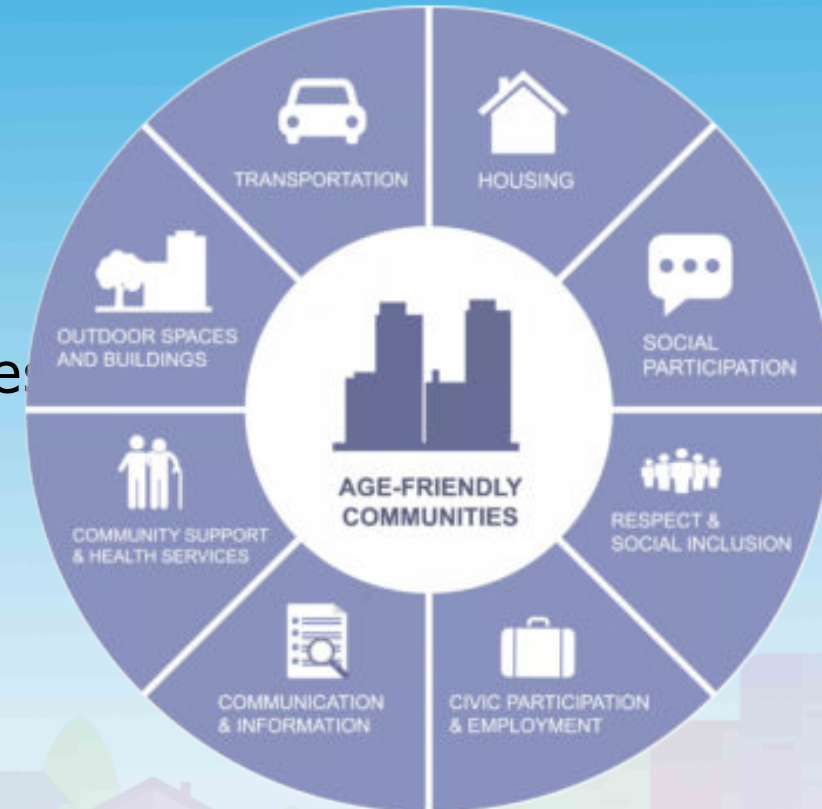 TRANSPORTATION
HOUSING
OUTDOOR SPACES
AND BUILDINGS
SOCIAL
PARTICIPATION
AGE-FRIENDLY
COMMUNITIES
COMMUNITY SUPPORT
& HEALTH SERVICES
RESPECT &
SOCIAL INCLUSION
COMMUNICATION
& INFORMATION
CIVIC PARTICIPATION
& EMPLOYMENT